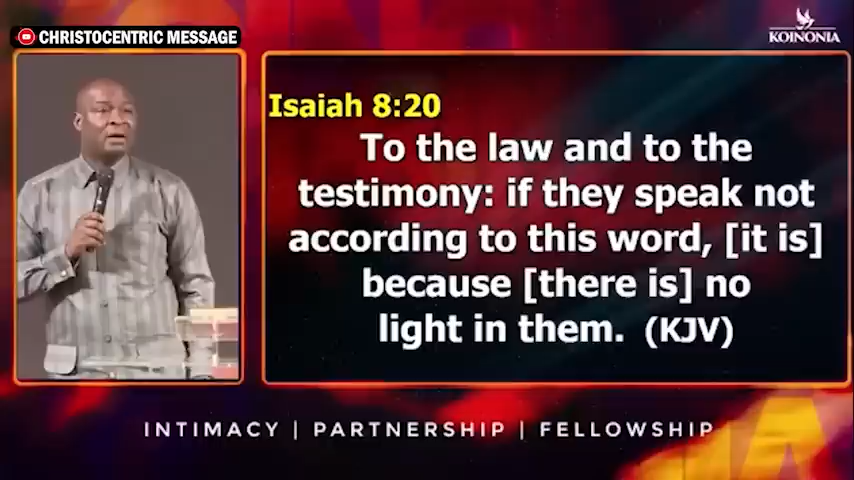 CHRISTOCENTRIC MESSAGE
KOINONIA
Isaiah 8:20
To the law and to the
testimony: if they speak not
according to this word, [it is]
because [there is] no
light in them. (KJV)
INTIMACY | PARTNERSHIP | FELLOWSHIP